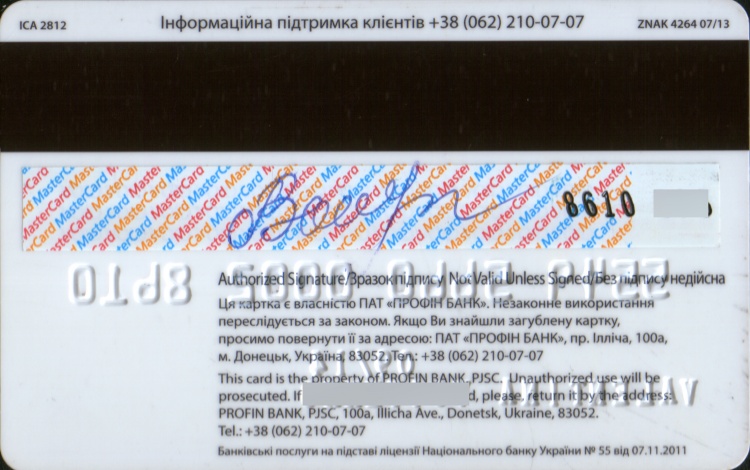 ICA 2812
Інформаційна підтримка клієнтів +38 (062) 210-07-07
ZNAK 4264 07/13
MasterCard MasterCard MasterCard MasterCard
8610
Authorized Signature/Зразок підпису Not Valid Unless Signed/Без підпису недійсна
Ця картка є власністю ПАТ «ПРОФІН БАНК». Незаконне використання
переслідується за законом. Якщо Ви знайшли загублену картку,
просимо повернути її за адресою: ПАТ «ПРОФІН БАНК», пр. Ілліча, 100а,
м. Донецьк, Україна, 83052, Тел.: +38 (062) 210-07-07
This card is the property of PROFIN BANK, PJSC. Unauthorized use will be
prosecuted. If d, please, return it by the address:
PROFIN BANK, PJSC, 100a, Illicha Ave., Donetsk, Ukraine, 83052.
Tel.: +38 (062) 210-07-07
VALENTINA
Банківські послуги на підставі ліцензії Національного банку України № 55 від 07.11.2011